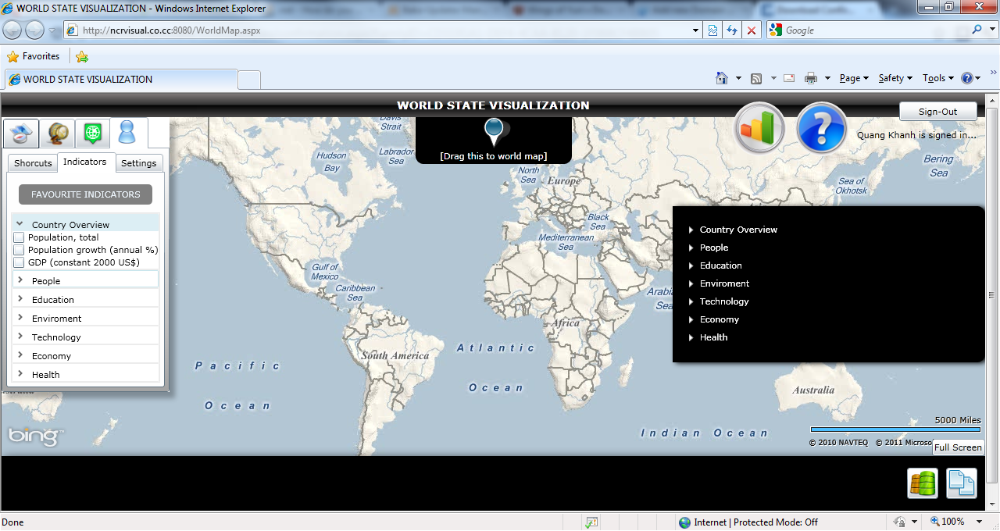 WORLD STATE VISUALIZATION - Windows Internet Explorer
http://ncrvisual.co.cc:8080/WorldMap.aspx
Google
Favorites
WORLD STATE VISUALIZATION
Page
Safety
Tools
WORLD STATE VISUALIZATION
Sign-Out
Quang Khanh is signed in...
[Drag this to world map]
Shorcuts
Indicators
Settings
FAVOURITE INDICATORS
Country Overview
Population, total
Population growth (annual %)
GDP (constant 2000 US$)
People
Education
Enviroment
Technology
Economy
Health
Davis
Strait
Hudson
Bay
Labrador
Sea
North
Sea
Europe
Black
Sea
Mediterranean
Sea
Bering
Sea
Sea of
Okhotsk
Gulf of
Mexico
Caribbean
Sea
Africa
South America
Atlantic
Ocean
Pacific
Ocean
Indian Ocean
Australia
Country Overview
People
Education
Enviroment
Technology
Economy
Health
bing
5000 Miles
© 2010 NAVTEQ © 2011
Full Screen
Done
Internet | Protected Mode: Off
100%